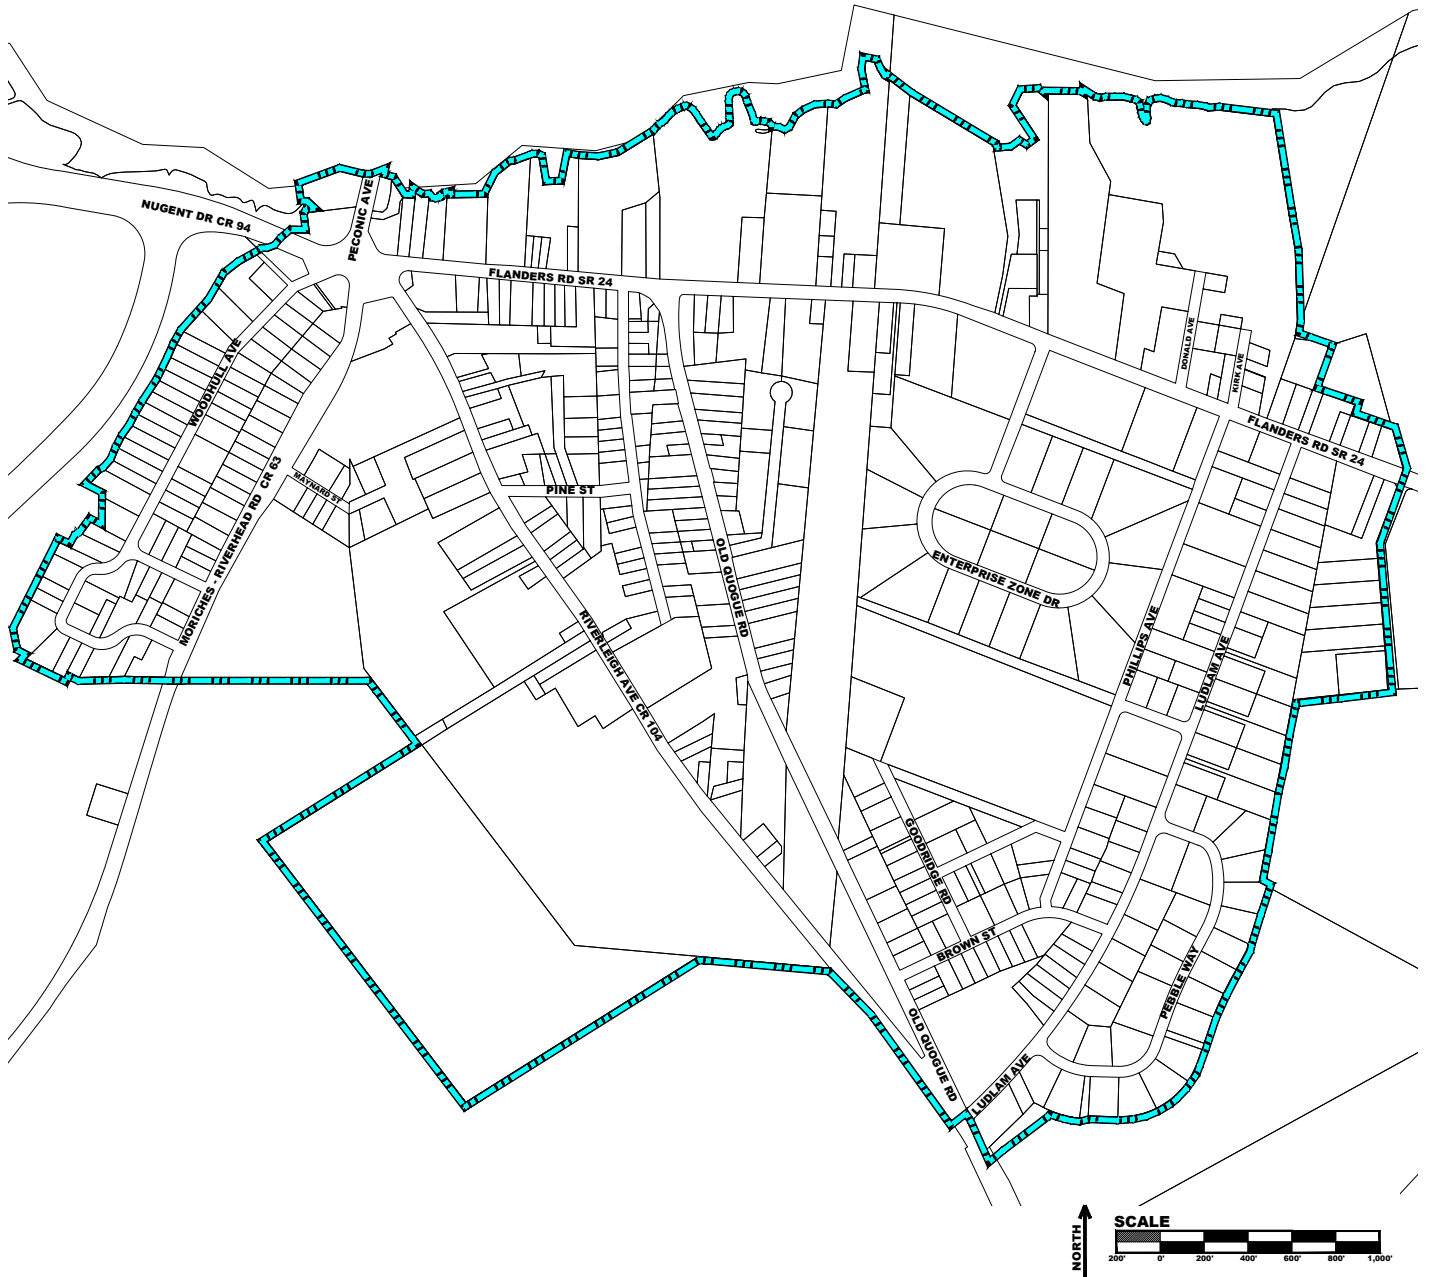 NUGENT DR CR 94
PECONIC AVE
FLANDERS RD SR 24
DONALD AVE
KIRK AVE
WOODHULL AVE
FLANDERS RD SR 24
MORICHES - RIVERHEAD RD CR 63
MAYNARD ST
PINE ST
OLD QUOGUE RD
ENTERPRISE ZONE DR
PHILLIPS AVE
LUDLAM AVE
RIVERLEIGH AVE CR 104
GOODRIDGE RD
BROWN ST
PEBBLE WAY
OLD QUOGUE RD
LUDLAM AVE
NORTH
SCALE
200' 0' 200' 400' 600' 800' 1,000'